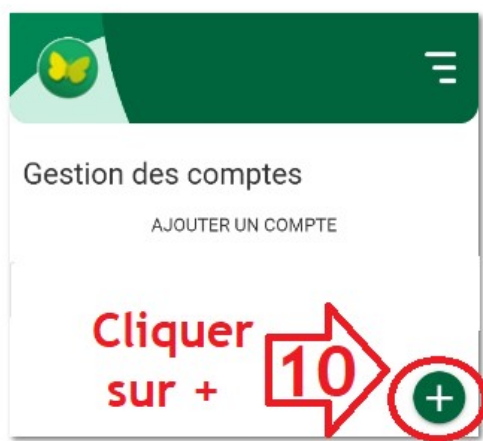 Gestion des comptes
AJOUTER UN COMPTE
Cliquer
sur +
10
+